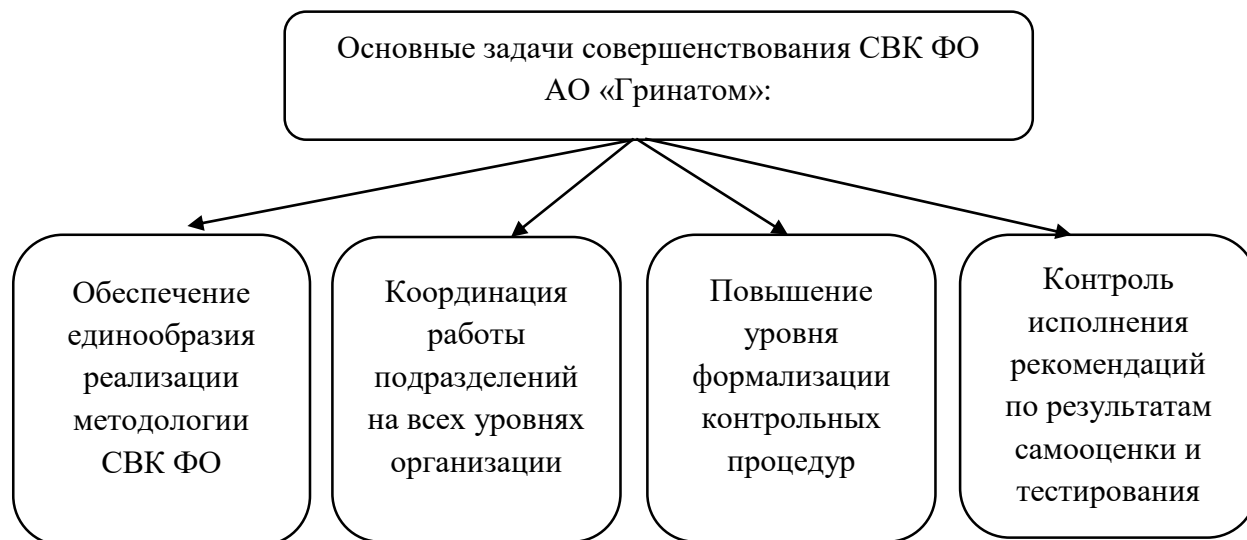 Основные задачи совершенствования СВК ФО
АО «Гринатом»:
Обеспечение
единообразия
реализации
методологии
СВК ФО
Координация
работы
подразделений
на всех уровнях
организации
Повышение
уровня
формализации
контрольных
процедур
Контроль
исполнения
рекомендаций
по результатам
самооценки и
тестирования